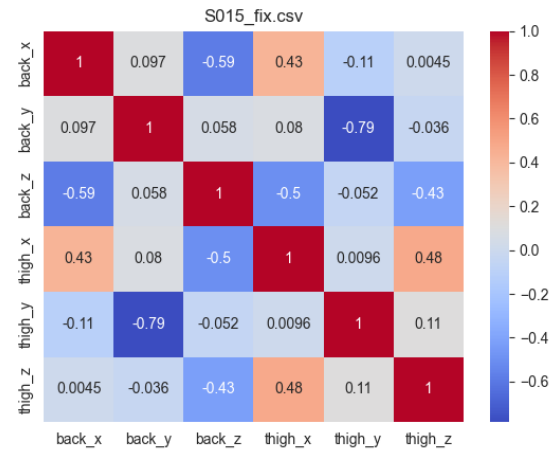 S015_fix.csv
back_x 1 0.097 -0.59 0.43 -0.11 0.0045
back_y 0.097 1 0.058 0.08 -0.79 -0.036
back_z -0.59 0.058 1 -0.5 -0.052 -0.43
thigh_x 0.43 0.08 -0.5 1 0.0096 0.48
thigh_y -0.11 -0.79 -0.052 0.0096 1 0.11
thigh_z 0.0045 -0.036 -0.43 0.48 0.11 1
back_x back_y back_z thigh_x thigh_y thigh_z
1.0
0.8
0.6
0.4
0.2
0.0
−0.2
−0.4
−0.6